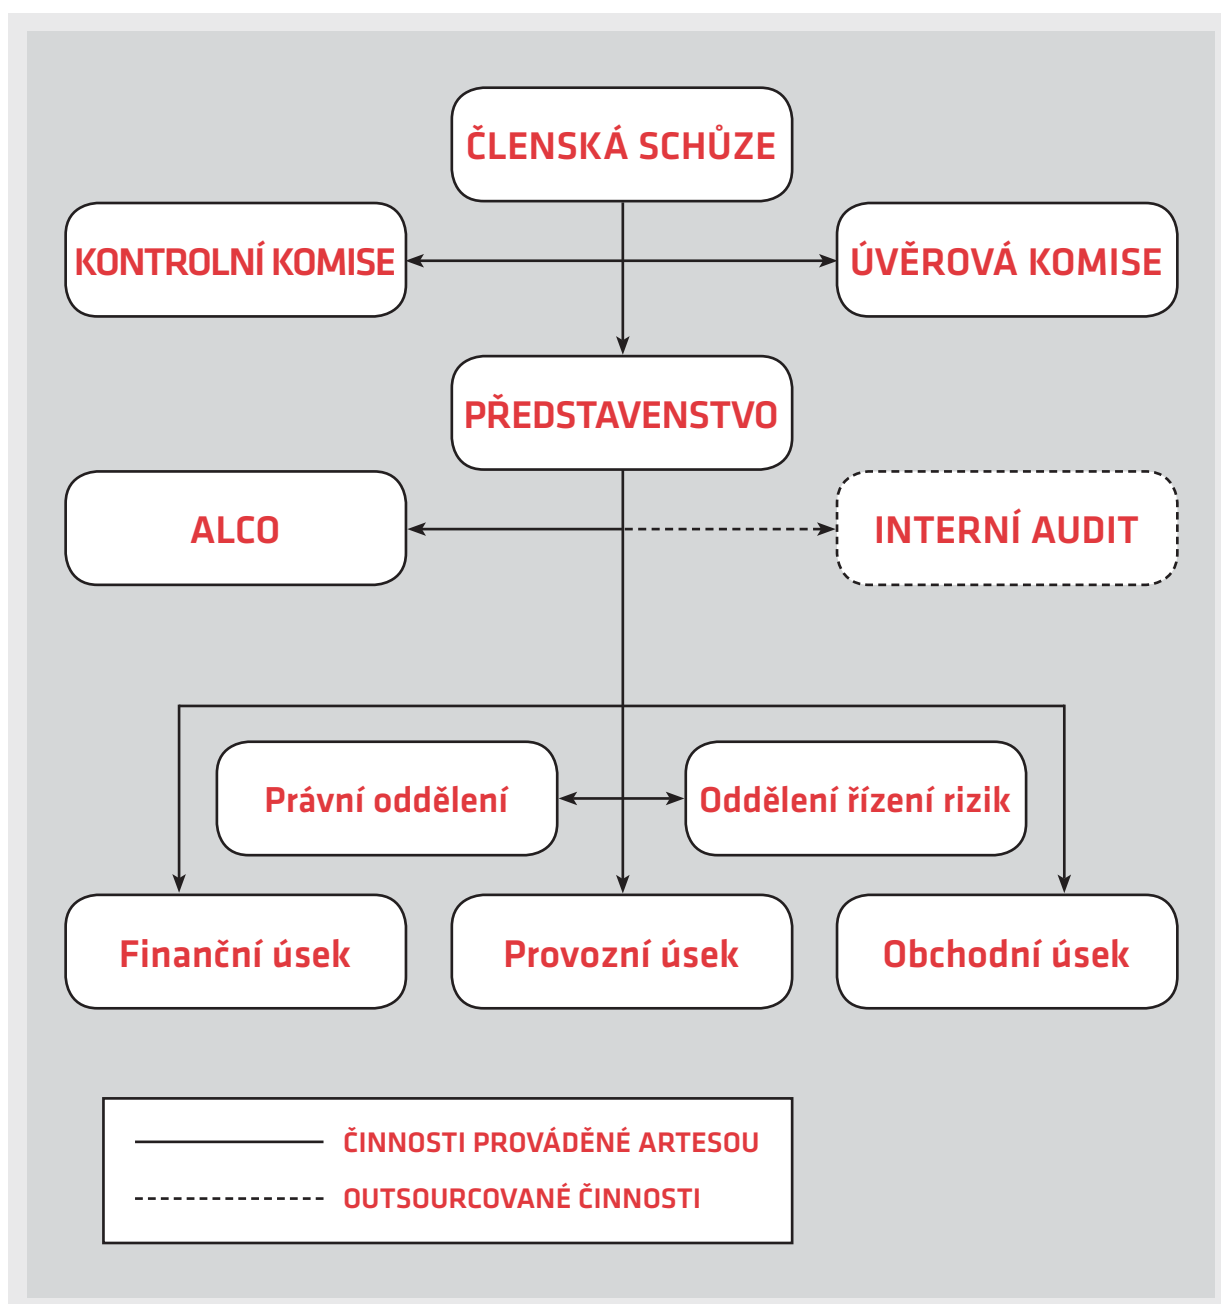 ČLENSKÁ SCHŮZE
KONTROLNÍ KOMISE
ÚVĚROVÁ KOMISE
PŘEDSTAVENSTVO
ALCO
INTERNÍ AUDIT
Právní oddělení
Oddělení řízení rizik
Finanční úsek
Provozní úsek
Obchodní úsek
ČINNOSTI PROVÁDĚNÉ ARTESOU
OUTSOURCOVANÉ ČINNOSTI